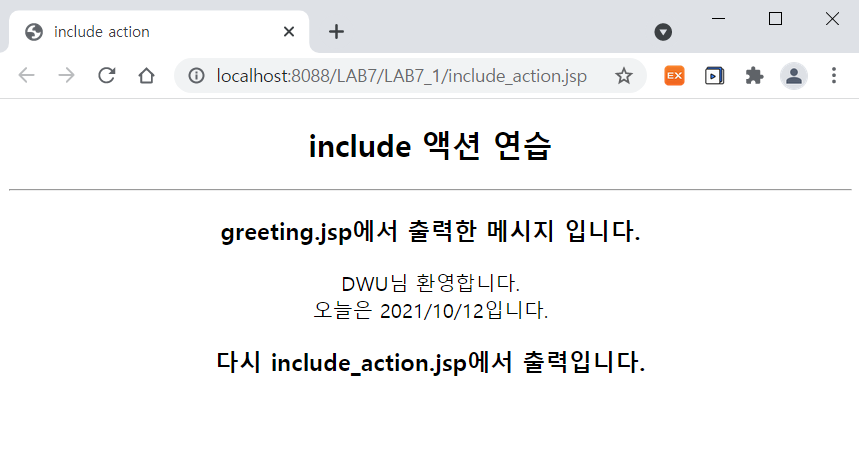 include action
localhost:8088/LAB7/LAB7_1/include_action.jsp
EX
include 액션 연습
greeting.jsp에서 출력한 메시지 입니다.
DWU님 환영합니다.
오늘은 2021/10/12입니다.
다시 include_action.jsp에서 출력입니다.